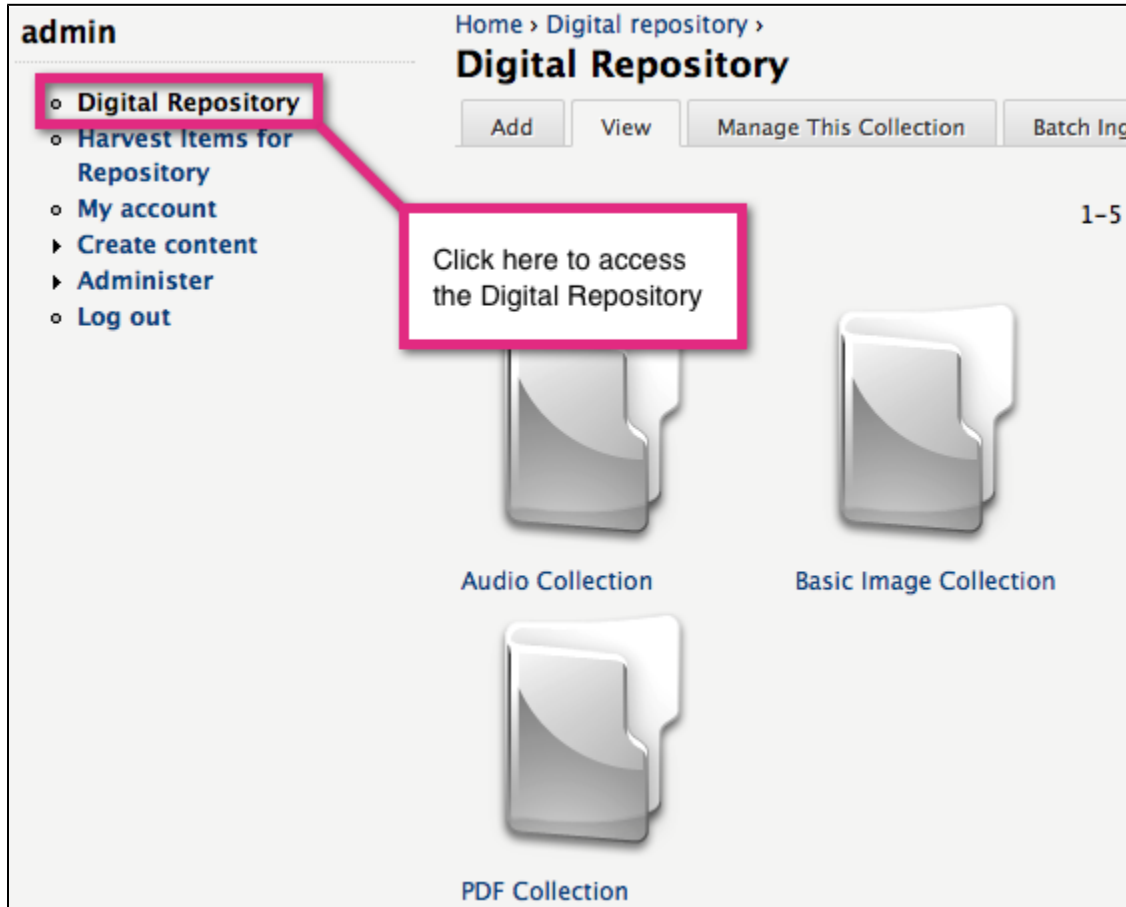 admin
Digital Repository
Harvest Items for
Repository
My account
Create content
Administer
Log out
Home › Digital repository ›
Digital Repository
Add View Manage This Collection Batch Ing
1–5
Click here to access
the Digital Repository
Audio Collection Basic Image Collection
PDF Collection